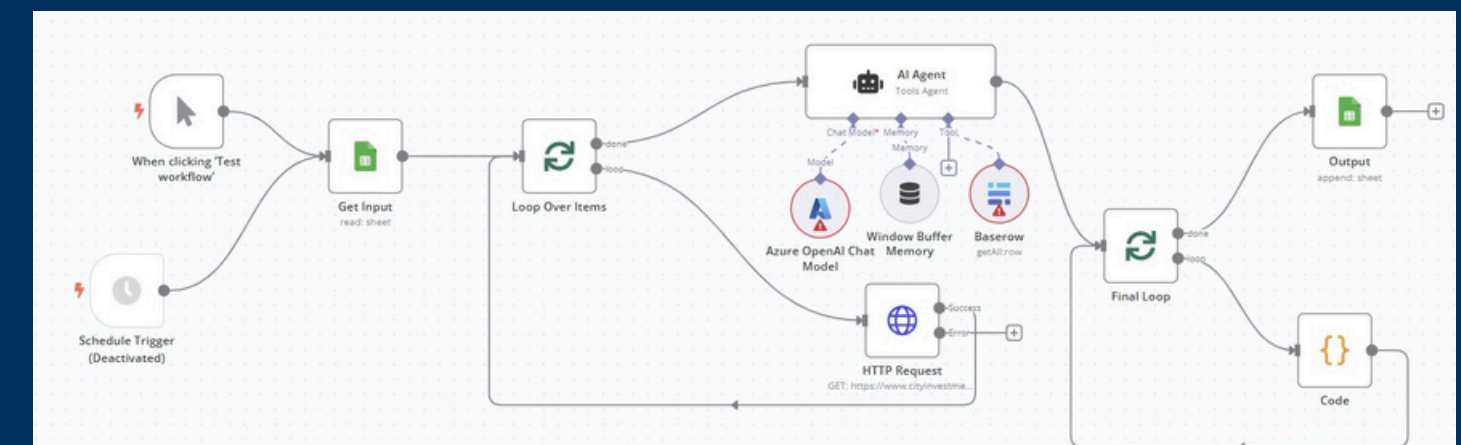 When clicking 'Test
workflow'
Schedule Trigger
(Deactivated)
Get Input
read: sheet
Loop Over Items
done
loop
AI Agent
Tools Agent
Chat Model*
Memory
Tool
Model
Memory
Azure OpenAI Chat
Model
Window Buffer
Memory
Baserow
getAll:row
HTTP Request
GET: https://www.cityinvestme...
Success
Error
Final Loop
done
loop
Output
append: sheet
{}
Code